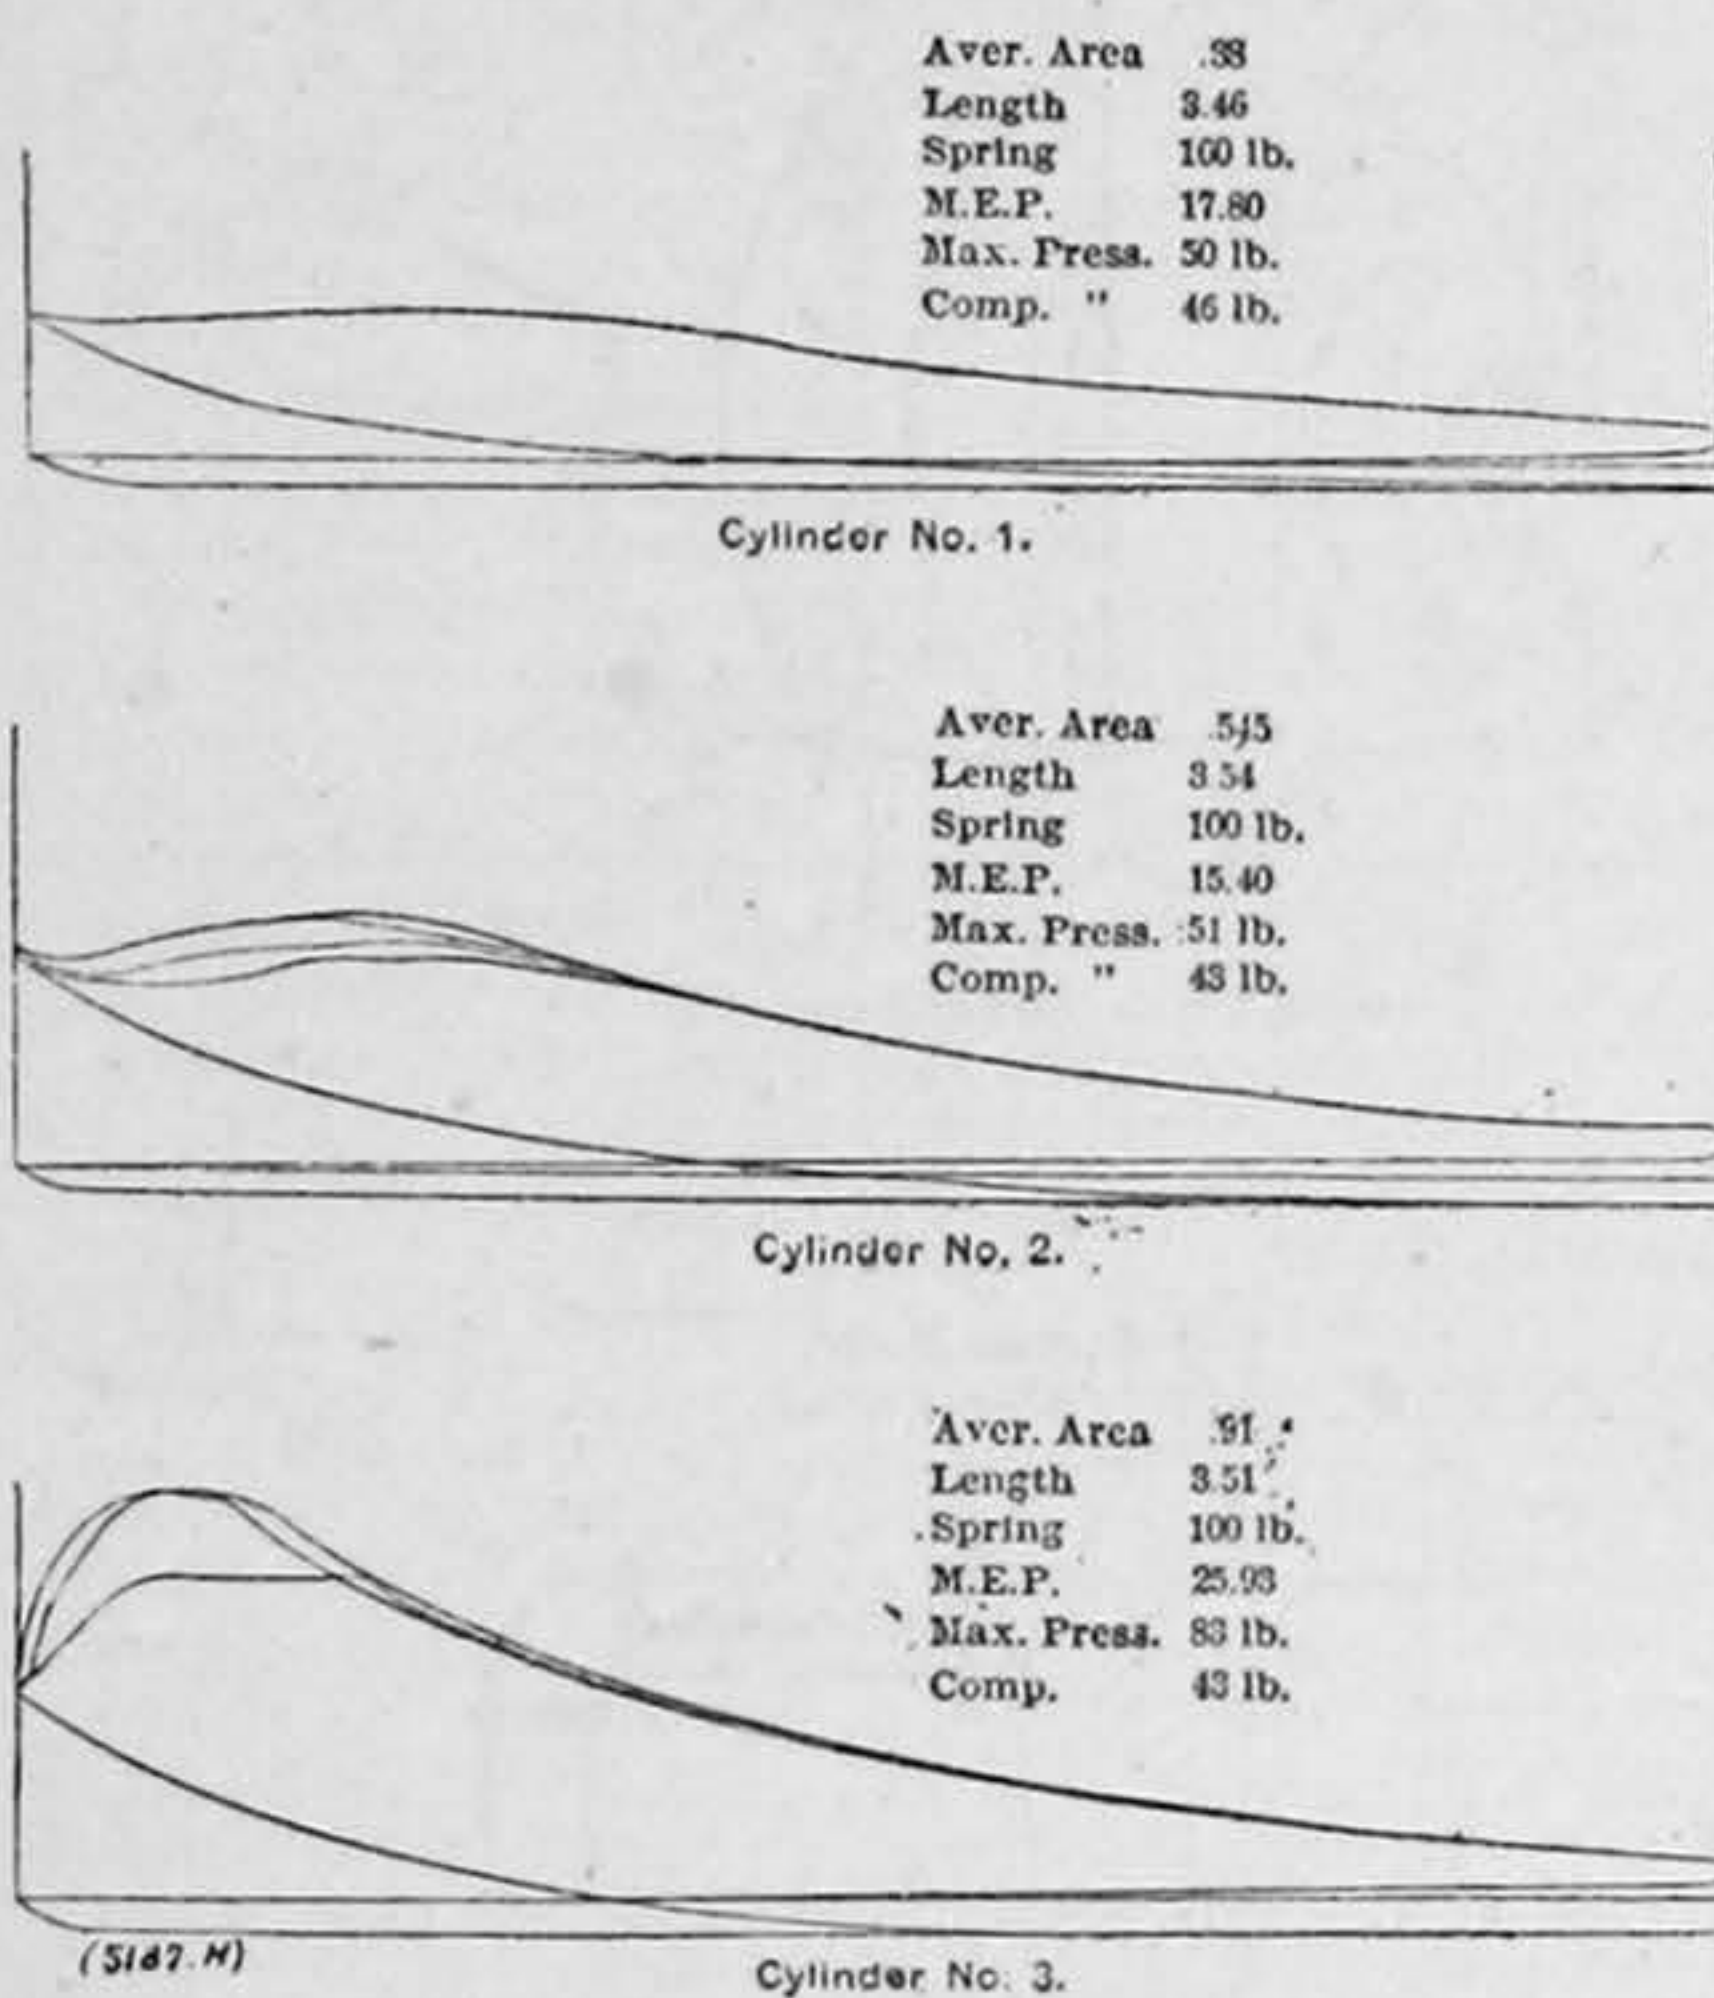 Aver. Area .38
Length 3.46
Spring 160 lb.
M.E.P. 17.80
Max. Press. 50 lb.
Comp. " 46 lb.
Cylinder No. 1.
Aver. Area .545
Length 3.54
Spring 100 lb.
M.E.P. 15.40
Max. Press. 51 lb.
Comp. " 43 lb.
Cylinder No. 2.
Aver. Area .91
Length 3.51
Spring 100 lb.
M.E.P. 25.93
Max. Press. 83 lb.
Comp. 43 lb.
(5187.H)
Cylinder No. 3.